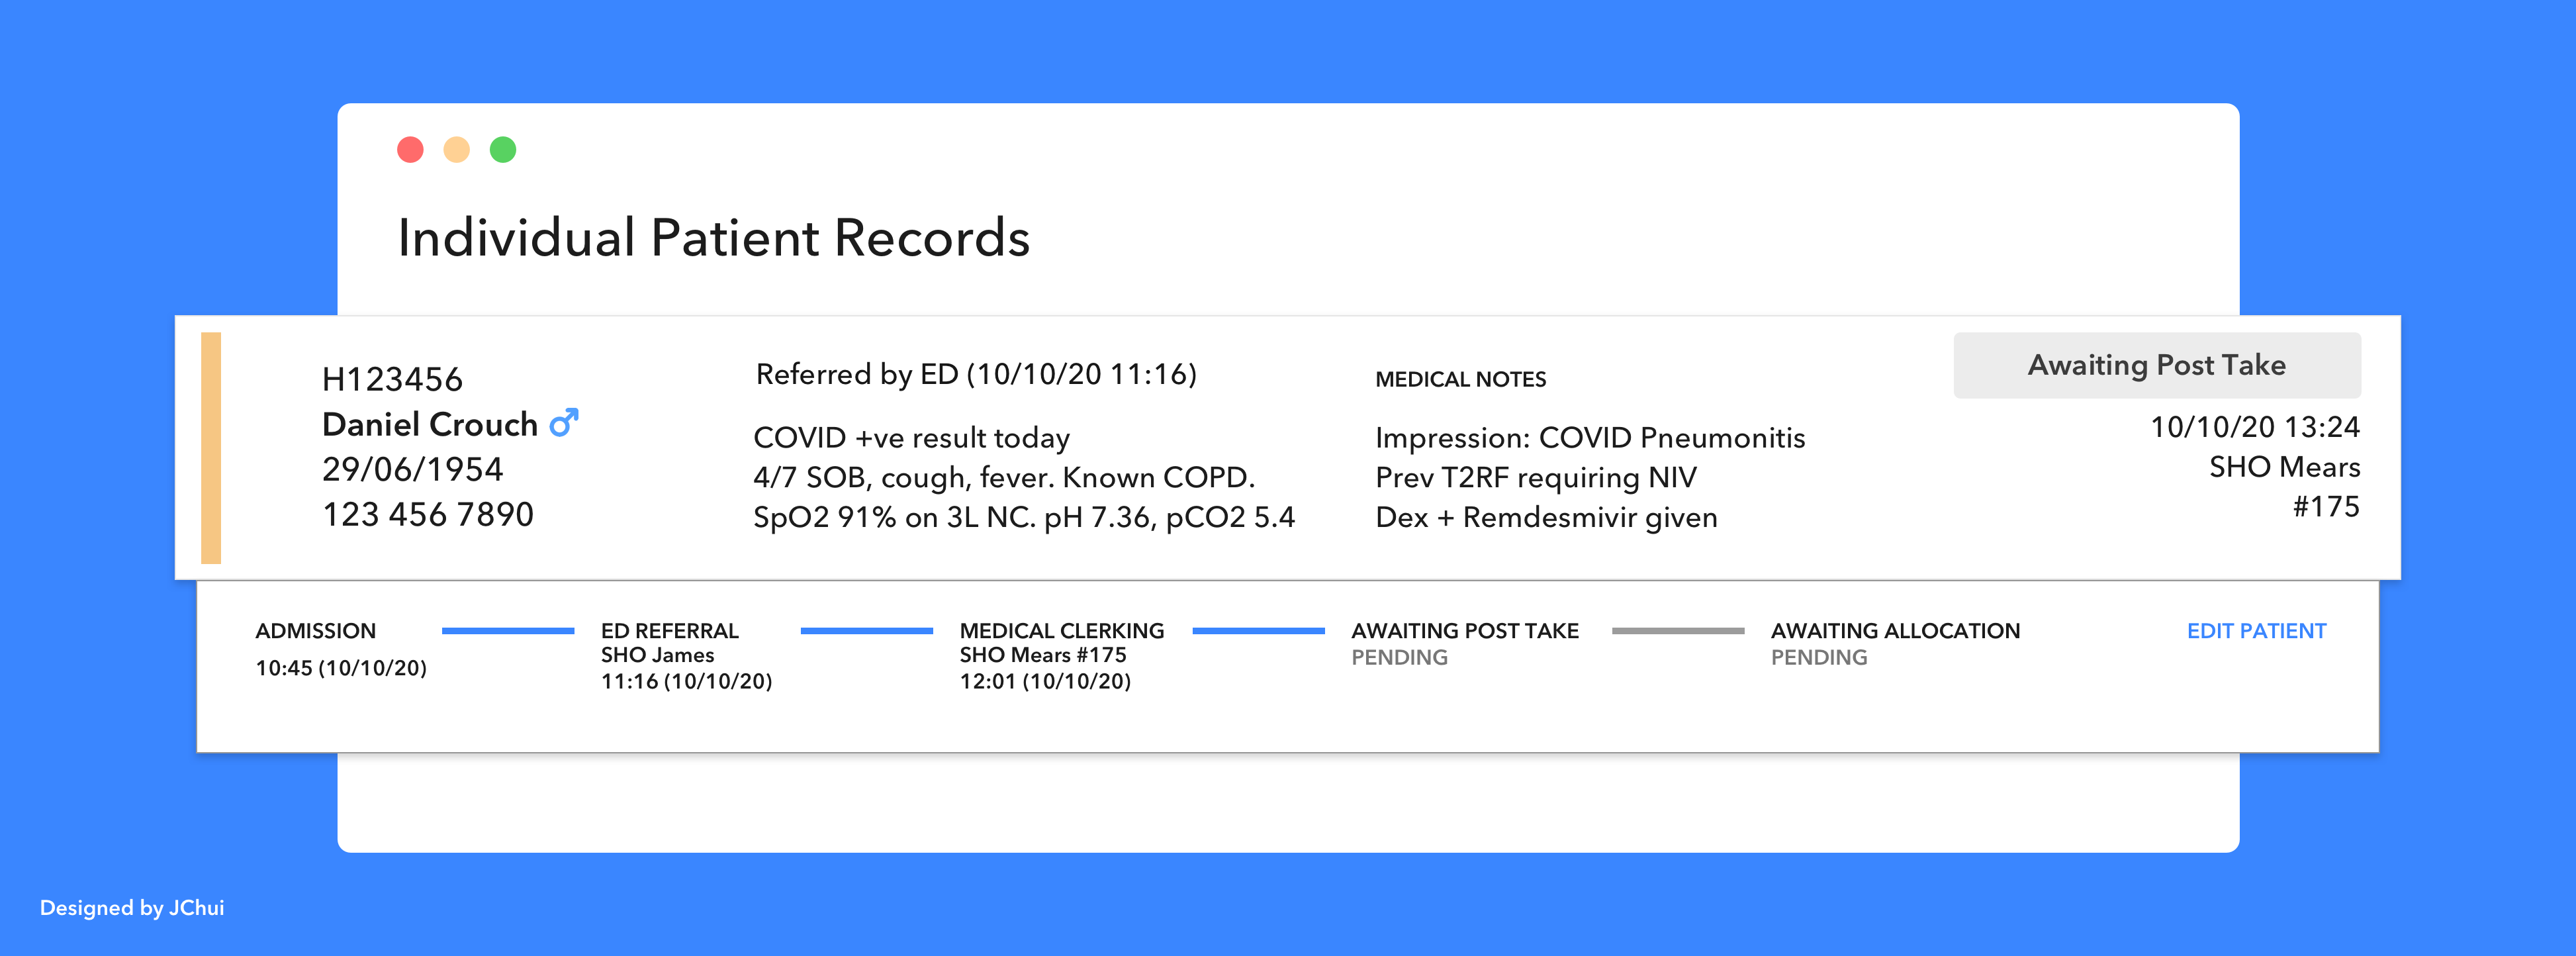 Individual Patient Records
H123456
Daniel Crouch
29/06/1954
123 456 7890
Referred by ED (10/10/20 11:16)
COVID +ve result today
4/7 SOB, cough, fever. Known COPD.
SpO2 91% on 3L NC. pH 7.36, pCO2 5.4
MEDICAL NOTES
Impression: COVID Pneumonitis
Prev T2RF requiring NIV
Dex + Remdesmivir given
Awaiting Post Take
10/10/20 13:24
SHO Mears
#175
ADMISSION
10:45 (10/10/20)
ED REFERRAL
SHO James
11:16 (10/10/20)
MEDICAL CLERKING
SHO Mears #175
12:01 (10/10/20)
AWAITING POST TAKE
PENDING
AWAITING ALLOCATION
PENDING
EDIT PATIENT
Designed by JChui